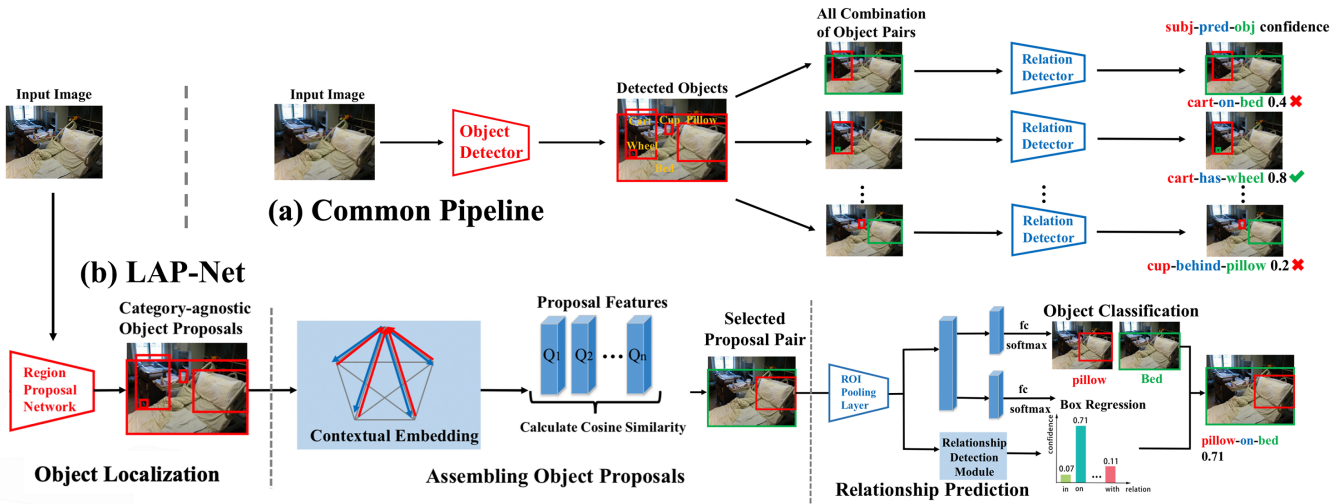 Input Image
Input Image
Object
Detector
Detected Objects
Cart
Cup
Pillow
Wheel
Bed
All Combination
of Object Pairs
Relation
Detector
Relation
Detector
Relation
Detector
subj-pred-obj confidence
cart-on-bed 0.4
cart-has-wheel 0.8
cup-behind-pillow 0.2
(a) Common Pipeline
(b) LAP-Net
Category-agnostic
Object Proposals
Region
Proposal
Network
Object Localization
Contextual Embedding
Proposal Features
Q1
Q2
Qn
Calculate Cosine Similarity
Assembling Object Proposals
Selected
Proposal Pair
ROI
Pooling
Layer
fc
softmax
fc
softmax
Object Classification
pillow
Bed
Box Regression
Relationship
Detection
Module
confidence
0.07
0.71
0.11
in
on
with
relation
Relationship Prediction
pillow-on-bed
0.71